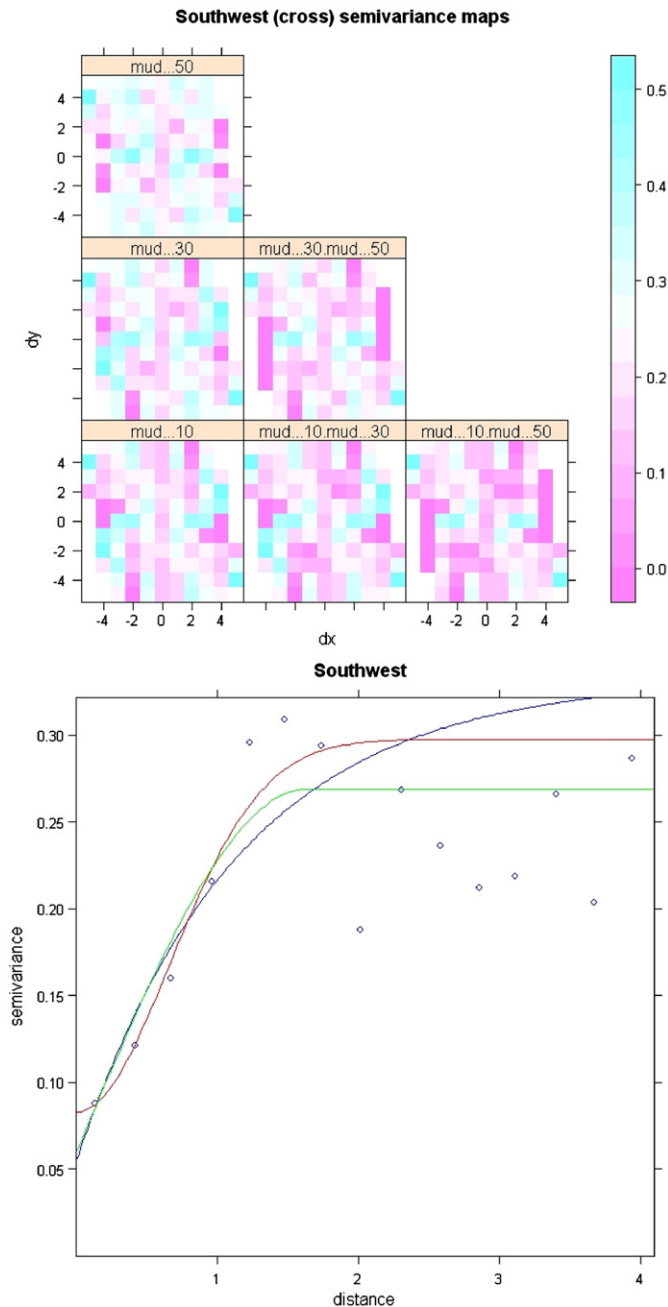 Southwest (cross) semivariance maps
mud...50
4
2
0
-2
-4
mud...30
mud...30.mud...50
dy
mud...10
mud...10.mud...30
mud...10.mud...50
4
2
0
-2
-4
-4 -2 0 2 4
-4 -2 0 2 4
dx
0.5
0.4
0.3
0.2
0.1
0.0
Southwest
0.30
0.25
0.20
0.15
0.10
0.05
semivariance
1 2 3 4
distance